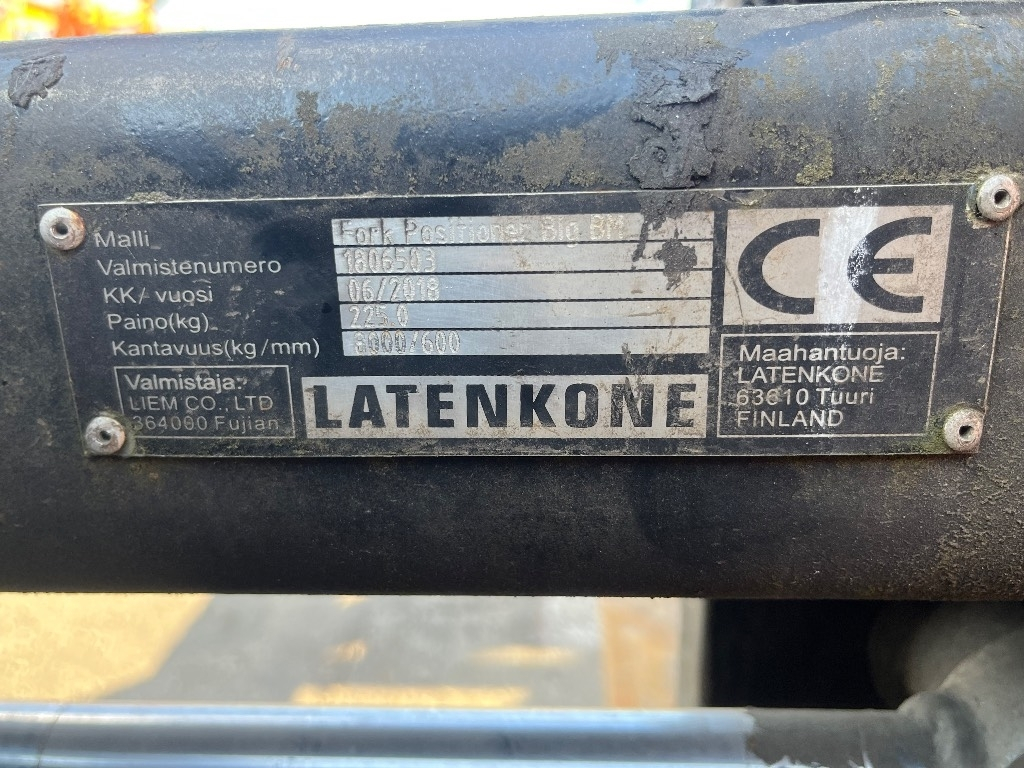 Malli Fork Positioner Big BM
Valmistenumero 1806503
KK/ vuosi 06/2018
Paino(kg) 225.0
Kantavuus(kg/mm) 8000/600
Valmistaja:
LIEM CO., LTD
364000 Fujian
LATENKONE
CE
Maahantuoja:
LATENKONE
63610 Tuuri
FINLAND